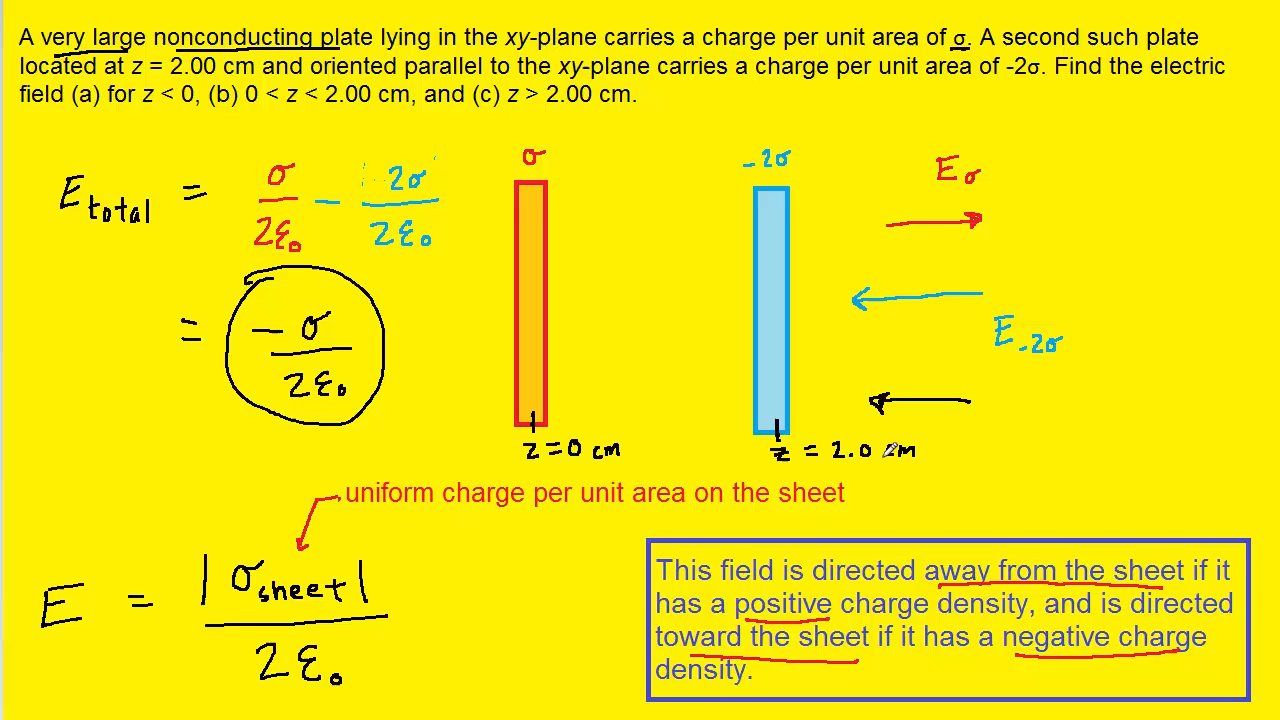 A very large nonconducting plate lying in the xy-plane carries a charge per unit area of σ. A second such plate
located at z = 2.00 cm and oriented parallel to the xy-plane carries a charge per unit area of -2σ. Find the electric
field (a) for z < 0, (b) 0 < z < 2.00 cm, and (c) z > 2.00 cm.
E total = σ/2ε₀ - 2σ/2ε₀
= -σ/2ε₀
σ
-2σ
Eσ
E-2σ
z = 0 cm
z = 2.0 cm
uniform charge per unit area on the sheet
E = |σsheet|/2ε₀
This field is directed away from the sheet if it
has a positive charge density, and is directed
toward the sheet if it has a negative charge
density.